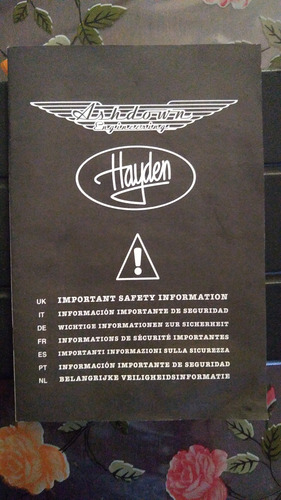 Ashdown
Engineering
Hayden
!
UK IMPORTANT SAFETY INFORMATION
IT INFORMACIÓN IMPORTANTE DE SEGURIDAD
DE WICHTIGE INFORMATIONEN ZUR SICHERHEIT
FR INFORMATIONS DE SÉCURITÉ IMPORTANTES
ES IMPORTANTI INFORMAZIONI SULLA SICUREZZA
PT INFORMACIÓN IMPORTANTE DE SEGURIDAD
NL BELANGRIJKE VEILIGHEIDSINFORMATIE